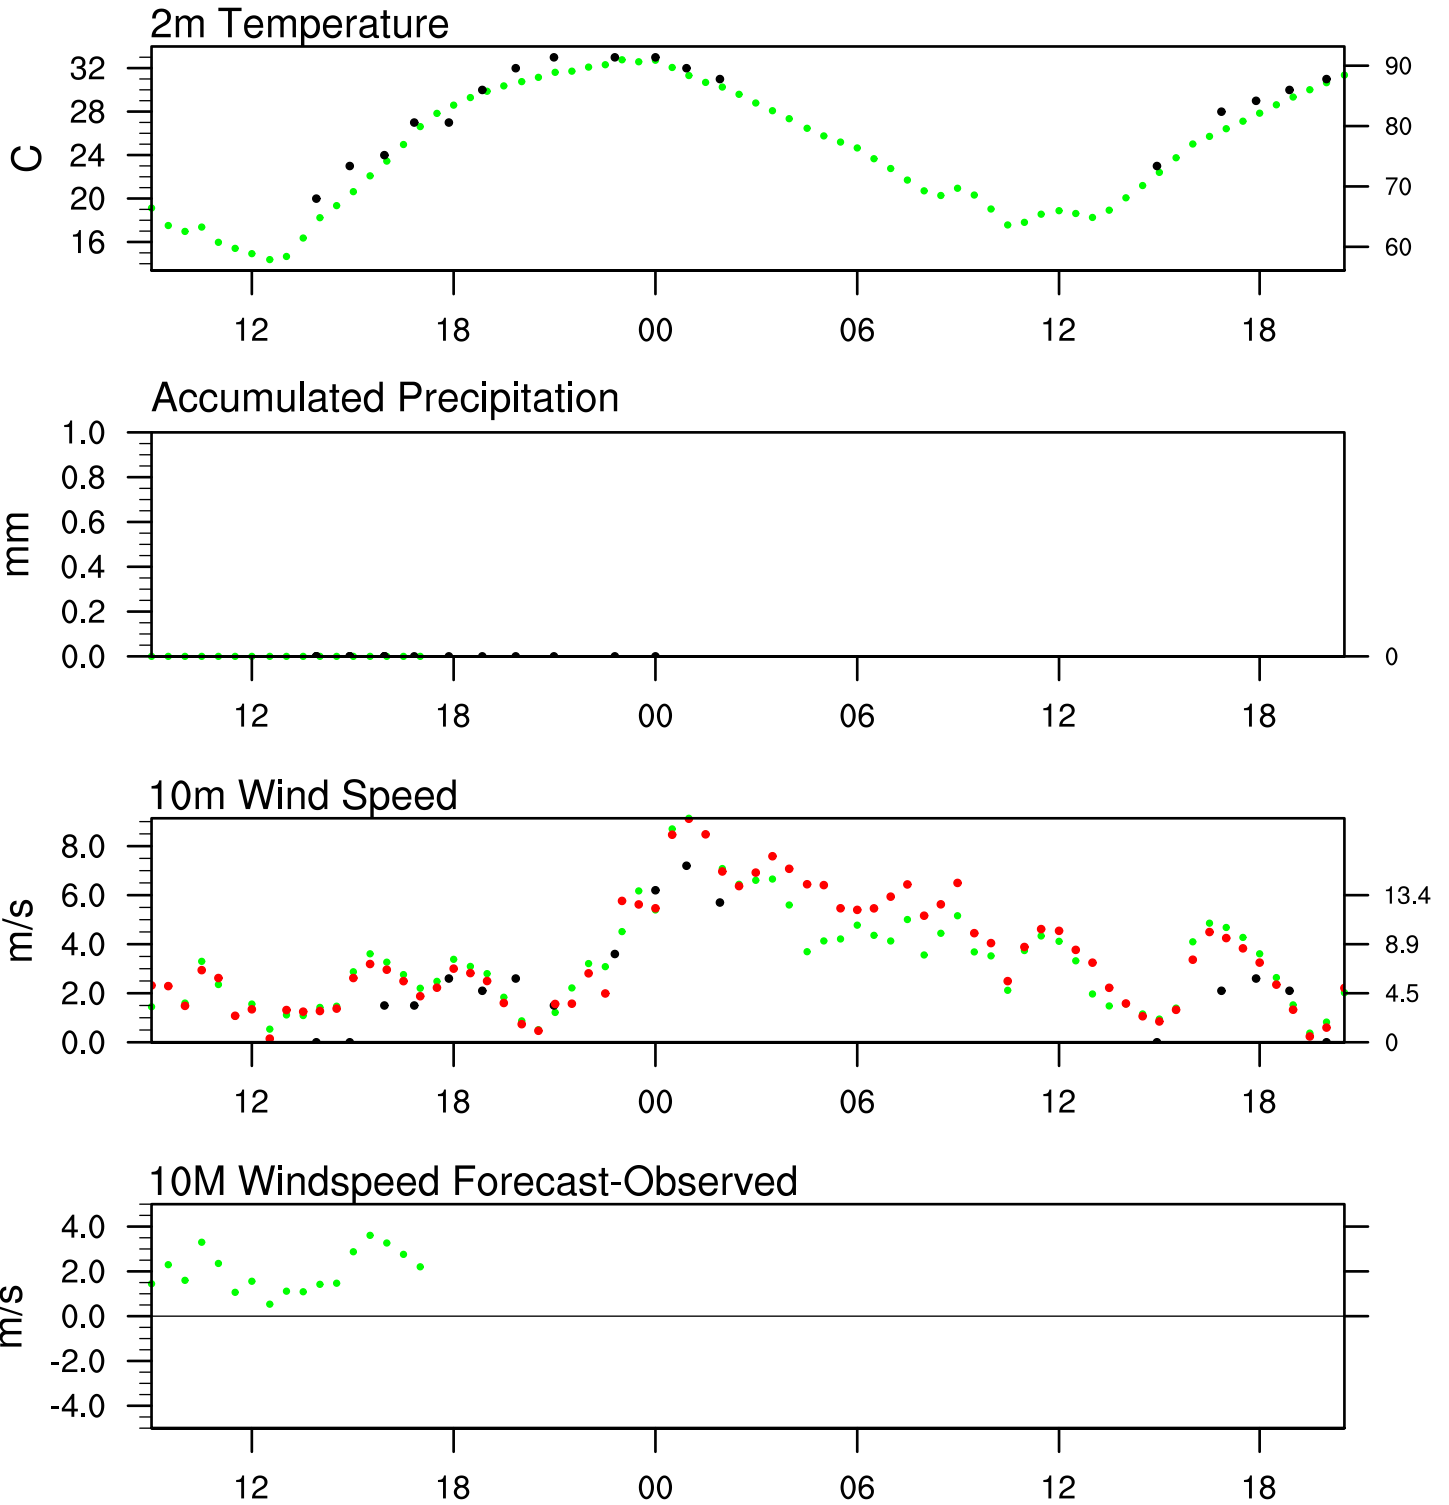 2m Temperature
32
28
24
20
16
C
90
80
70
60
12 18 00 06 12 18
Accumulated Precipitation
1.0
0.8
0.6
0.4
0.2
0.0
mm
0
12 18 00 06 12 18
10m Wind Speed
8.0
6.0
4.0
2.0
0.0
m/s
13.4
8.9
4.5
0
12 18 00 06 12 18
10M Windspeed Forecast-Observed
4.0
2.0
0.0
-2.0
-4.0
m/s
12 18 00 06 12 18